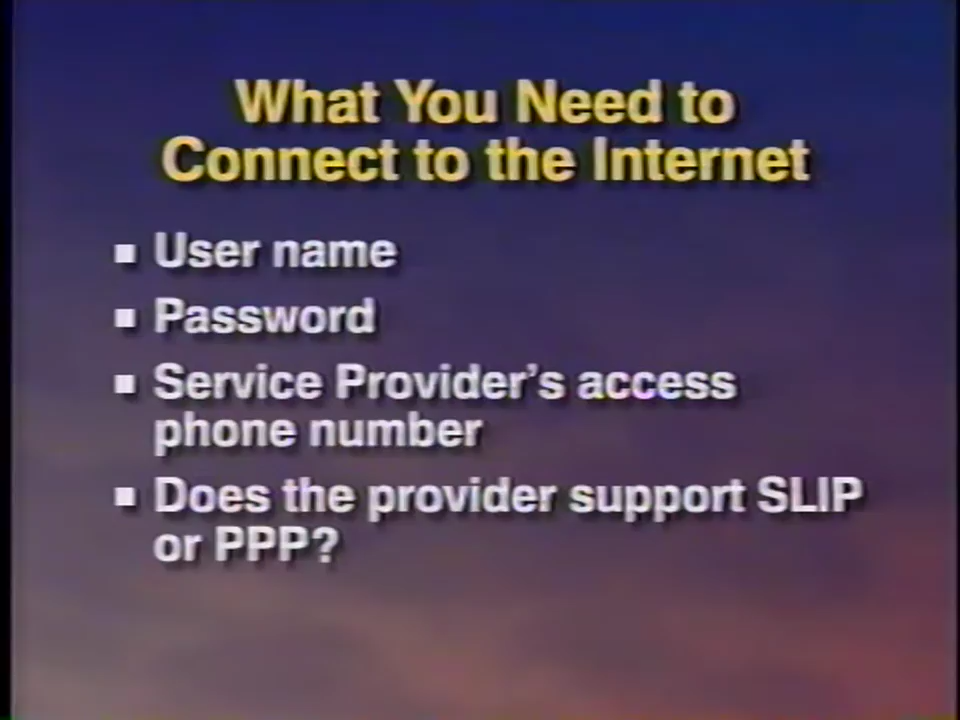 What You Need to
Connect to the Internet
▪ User name
▪ Password
▪ Service Provider's access
phone number
▪ Does the provider support SLIP
or PPP?